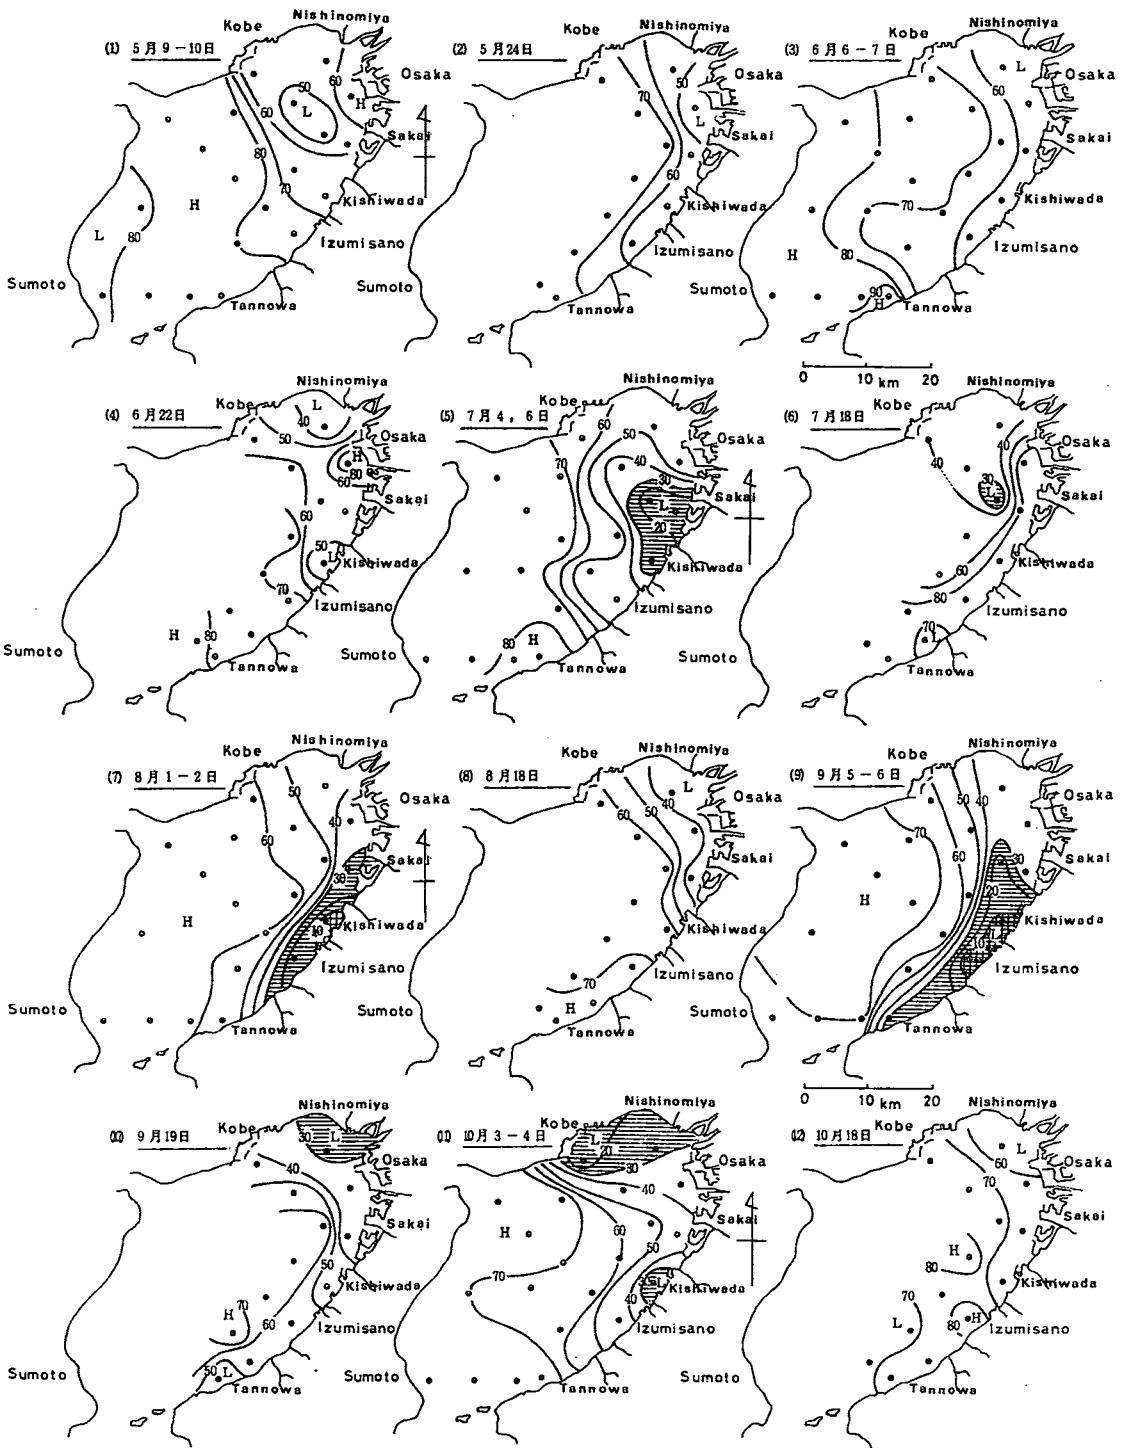 (1) 5月9-10日
Kobe
Nishinomiya
Osaka
Sakai
Kishiwada
Izumisano
Tannowa
Sumoto
50
60
60
L
H
80
70
H
L
80
(2) 5月24日
Kobe
Nishinomiya
Osaka
Sakai
Kishiwada
Izumisano
Tannowa
Sumoto
50
70
L
60
(3) 6月6-7日
Kobe
Nishinomiya
Osaka
Sakai
Kishiwada
Izumisano
Tannowa
Sumoto
L
60
70
H
80
90
H
0 10 km 20
(4) 6月22日
Kobe
Nishinomiya
Osaka
Sakai
Kishiwada
Izumisano
Tannowa
Sumoto
L
40
50
H
80
60
60
50
L
70
H
80
(5) 7月4, 6日
Kobe
Nishinomiya
Osaka
Sakai
Kishiwada
Izumisano
Tannowa
Sumoto
60
50
70
40
30
L
20
80
H
(6) 7月18日
Kobe
Nishinomiya
Osaka
Sakai
Kishiwada
Izumisano
Tannowa
Sumoto
40
40
30
L
60
80
70
L
(7) 8月1-2日
Kobe
Nishinomiya
Osaka
Sakai
Kishiwada
Izumisano
Tannowa
Sumoto
50
40
60
30
H
10
(8) 8月18日
Kobe
Nishinomiya
Osaka
Sakai
Kishiwada
Izumisano
Tannowa
Sumoto
L
40
50
60
70
H
(9) 9月5-6日
Kobe
Nishinomiya
Osaka
Sakai
Kishiwada
Izumisano
Tannowa
Sumoto
50
40
70
60
30
20
H
L
10
0 10 km 20
(10) 9月19日
Kobe
Nishinomiya
Osaka
Sakai
Kishiwada
Izumisano
Tannowa
Sumoto
30
L
40
50
70
H
60
50
L
(11) 10月3-4日
Kobe
Nishinomiya
Osaka
Sakai
Kishiwada
Izumisano
Tannowa
Sumoto
L
20
30
40
H
60
50
70
L
40
(12) 10月18日
Kobe
Nishinomiya
Osaka
Sakai
Kishiwada
Izumisano
Tannowa
Sumoto
L
60
70
H
80
70
L
80
H